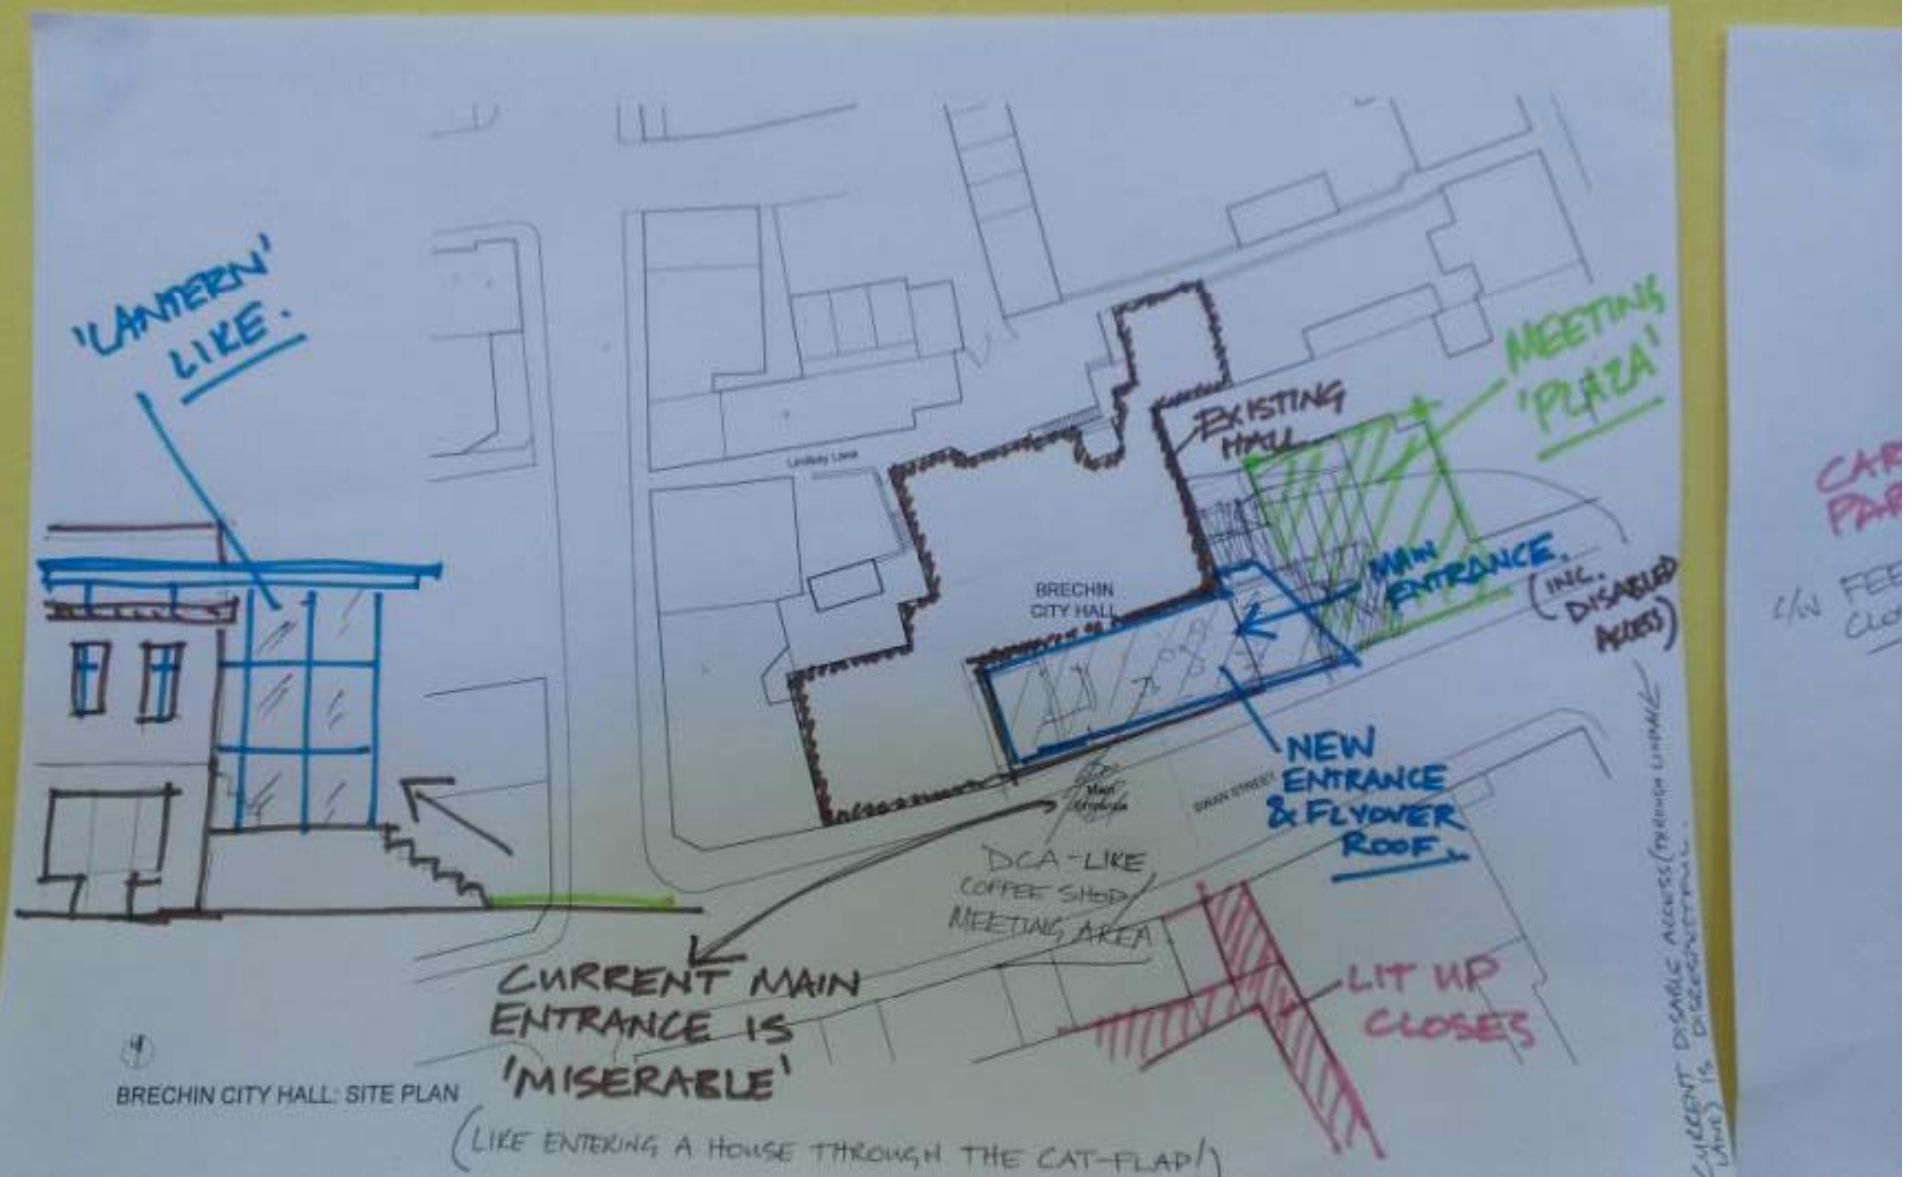 'LANTERN'
LIKE.
MEETING
'PLAZA'
EXISTING
HALL
Lindsay Lane
BRECHIN
CITY HALL
MAIN
ENTRANCE.
(INC.
DISABLED
ACCESS)
NEW
ENTRANCE
& FLYOVER
ROOF.
SWAN STREET
Main
Entrance
DCA-LIKE
COFFEE SHOP/
MEETING AREA
CURRENT MAIN
ENTRANCE IS
'MISERABLE'
(LIKE ENTERING A HOUSE THROUGH THE CAT-FLAP!)
LIT UP
CLOSES
BRECHIN CITY HALL: SITE PLAN
CURRENT DISABLE ACCESS (THROUGH
LANE) IS DISRESPECTFUL.
CAR
PAR
C/W FEE
CLO